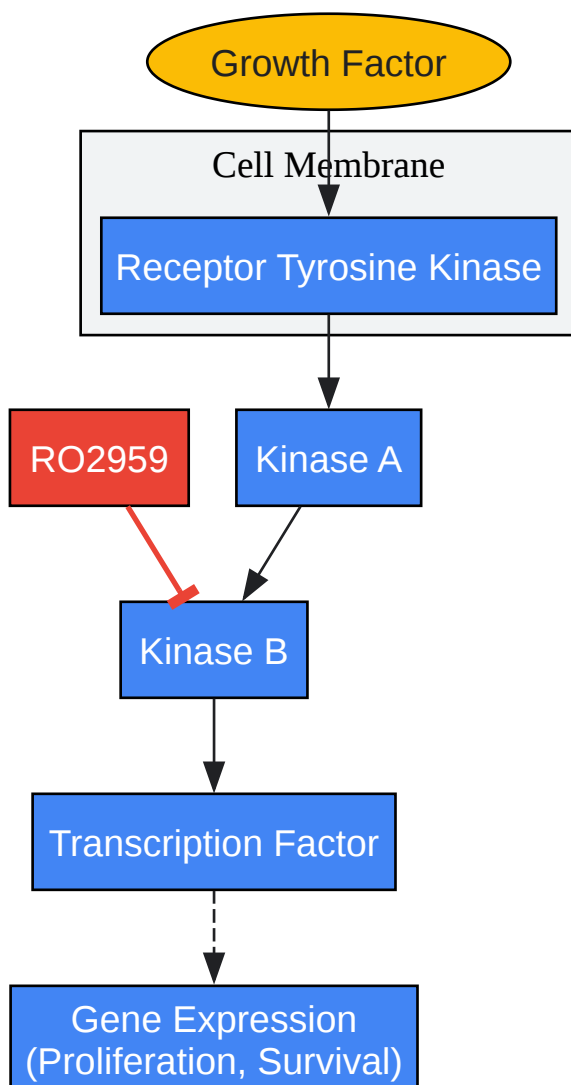 Growth Factor
Cell Membrane
Receptor Tyrosine Kinase
RO2959
Kinase A
Kinase B
Transcription Factor
Gene Expression
(Proliferation, Survival)